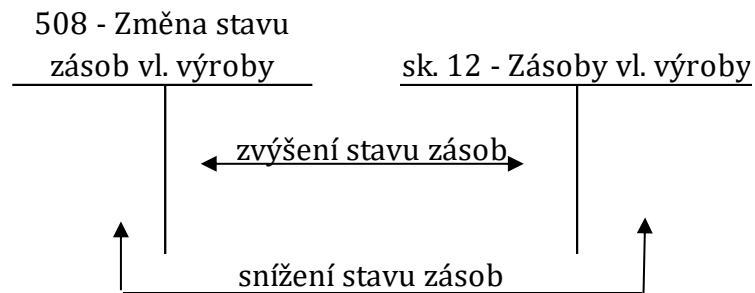 508 - Změna stavu
zásob vl. výroby
sk. 12 - Zásoby vl. výroby
zvýšení stavu zásob
snížení stavu zásob